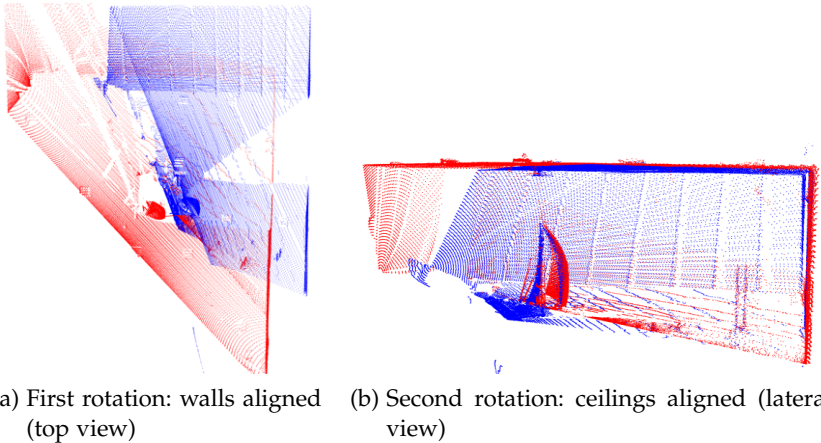 a) First rotation: walls aligned
(top view)
(b) Second rotation: ceilings aligned (latera
view)